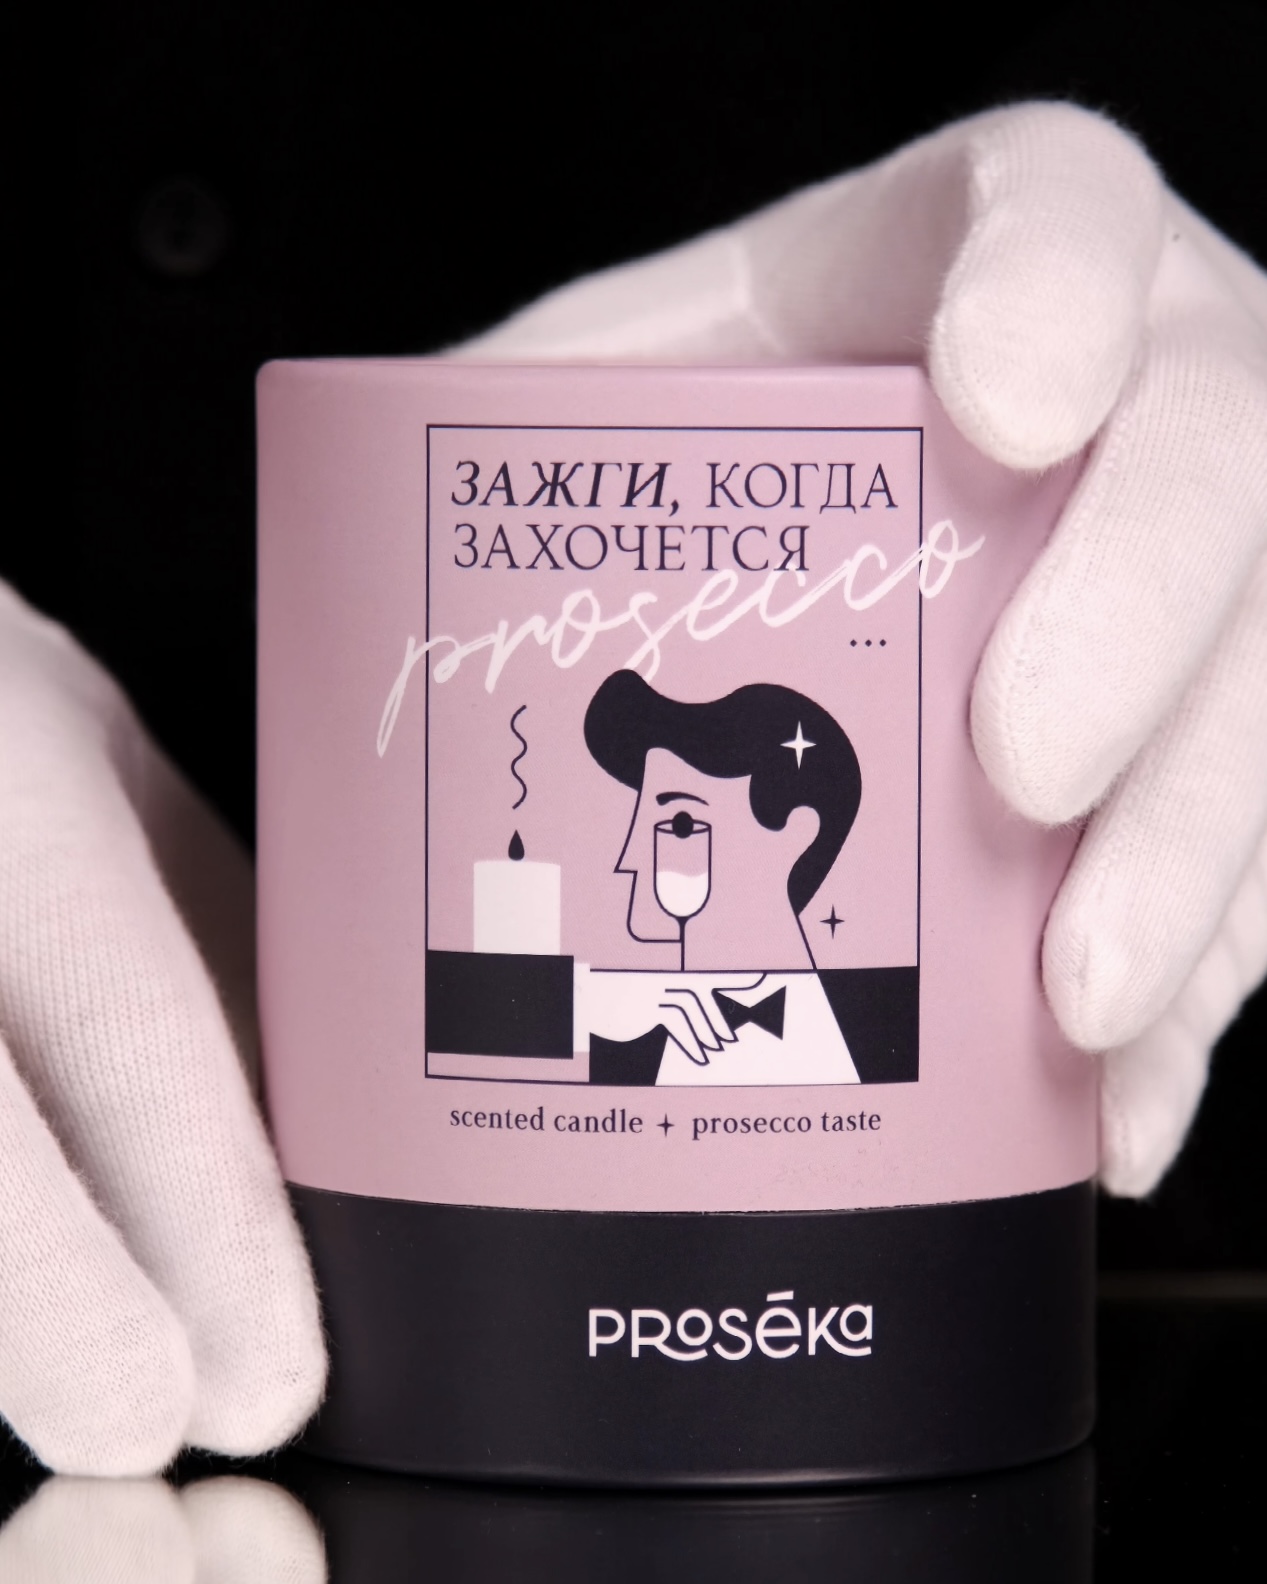 ЗАЖГИ, КОГДА
ЗАХОЧЕТСЯ
prosecco
...
scented candle + prosecco taste
PROSĒKA